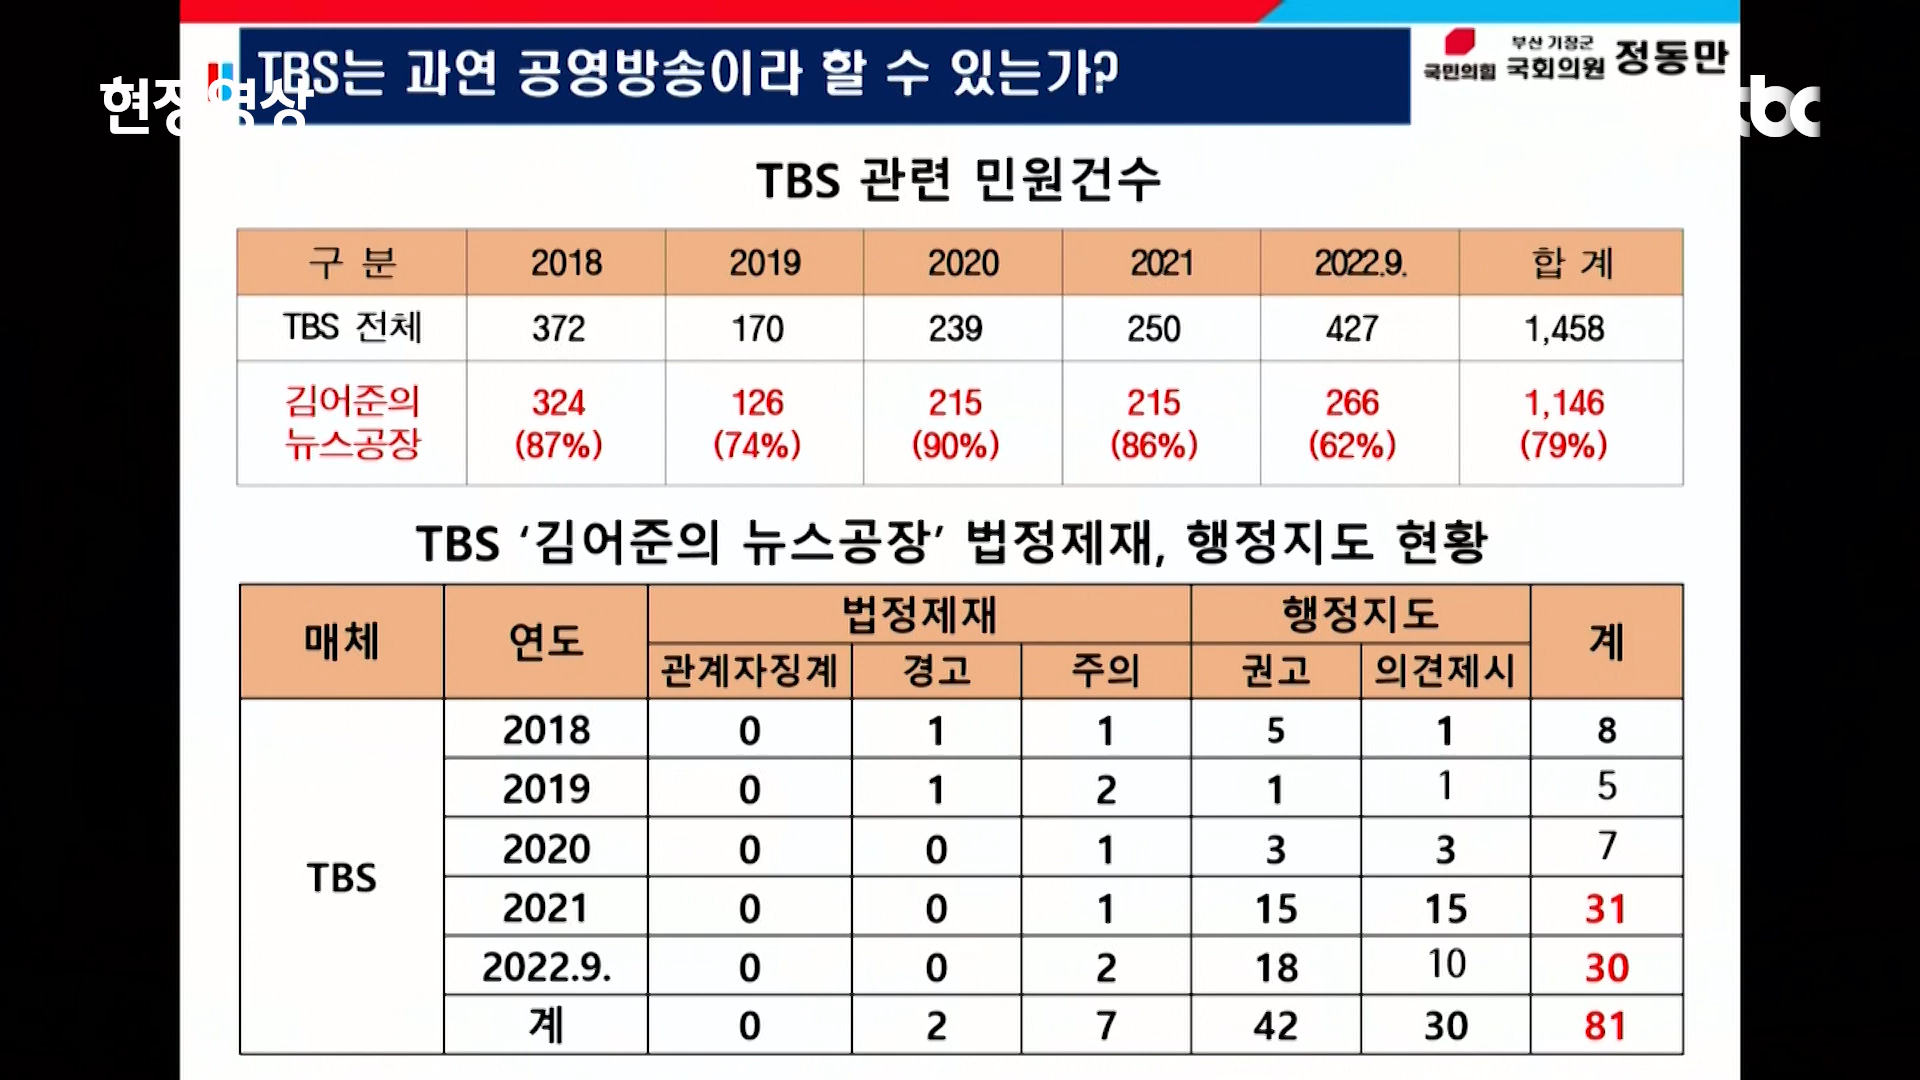 TBS는 과연 공영방송이라 할 수 있는가?
국민의힘
부산 기장군
국회의원 정동만
현장영상
tbc
TBS 관련 민원건수
구 분 2018 2019 2020 2021 2022.9. 합 계
TBS 전체 372 170 239 250 427 1,458
김어준의 뉴스공장 324 126 215 215 266 1,146
(87%) (74%) (90%) (86%) (62%) (79%)
TBS ‘김어준의 뉴스공장’ 법정제재, 행정지도 현황
매체 연도 법정제재 행정지도 계
관계자징계 경고 주의 권고 의견제시
TBS
2018 0 1 1 5 1 8
2019 0 1 2 1 1 5
2020 0 0 1 3 3 7
2021 0 0 1 15 15 31
2022.9. 0 0 2 18 10 30
계 0 2 7 42 30 81